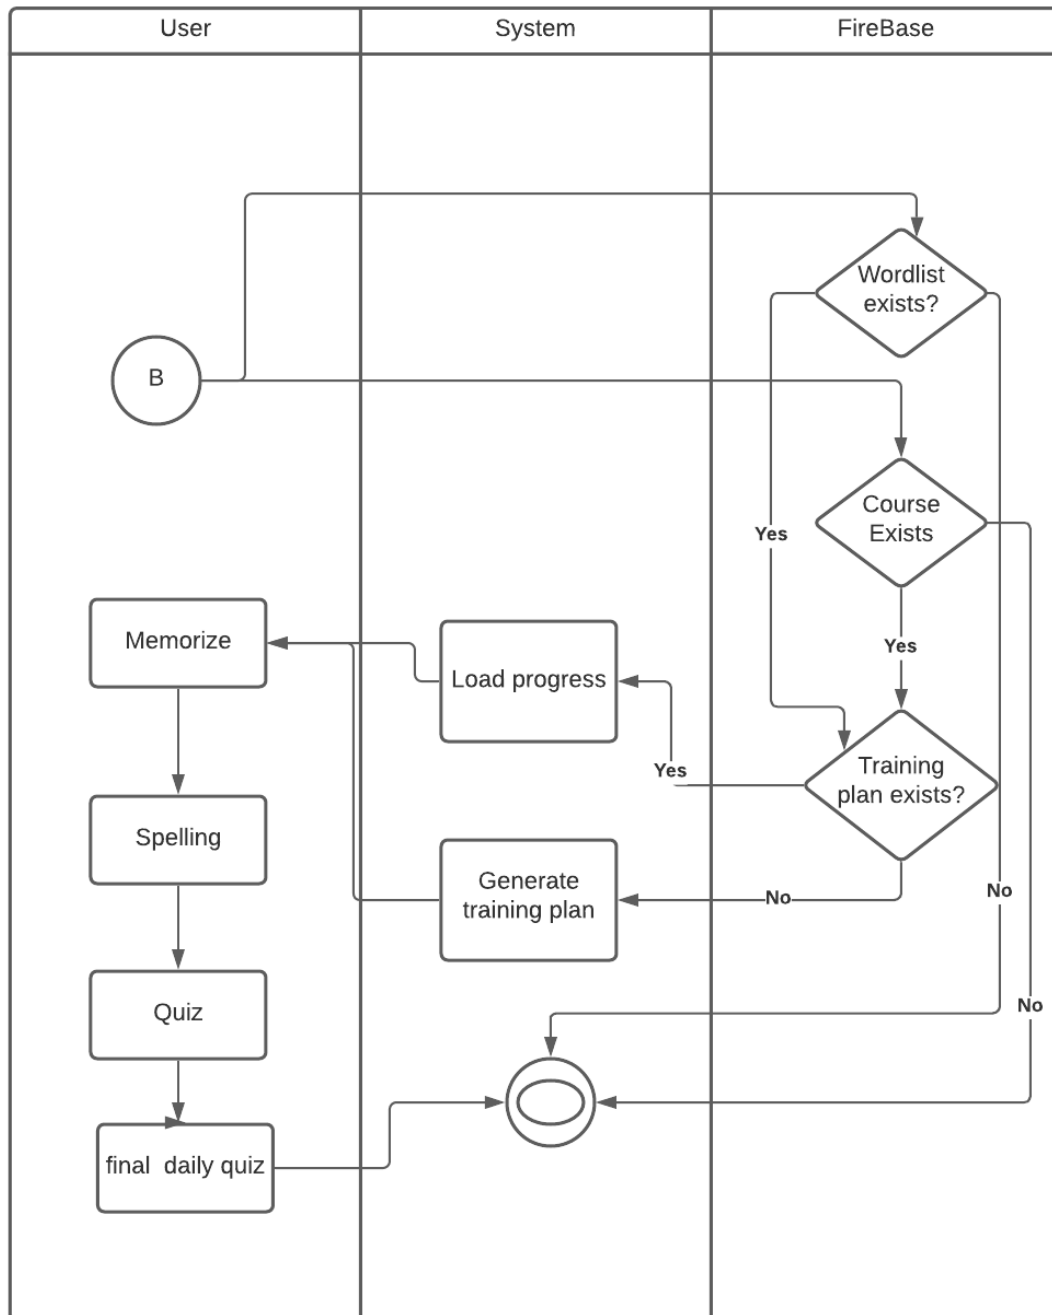 User
System
FireBase
Wordlist
exists?
B
Course
Exists
Yes
Memorize
Yes
Load progress
Yes
Training
plan exists?
Spelling
Generate
training plan
No
No
Quiz
No
final  daily quiz